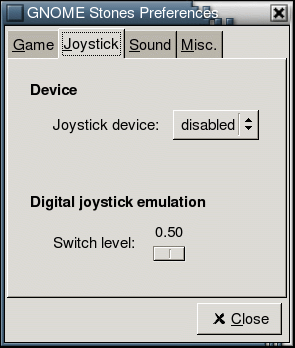 GNOME Stones Preferences
Game Joystick Sound Misc.
Device
Joystick device: disabled
Digital joystick emulation
0.50
Switch level:
Close